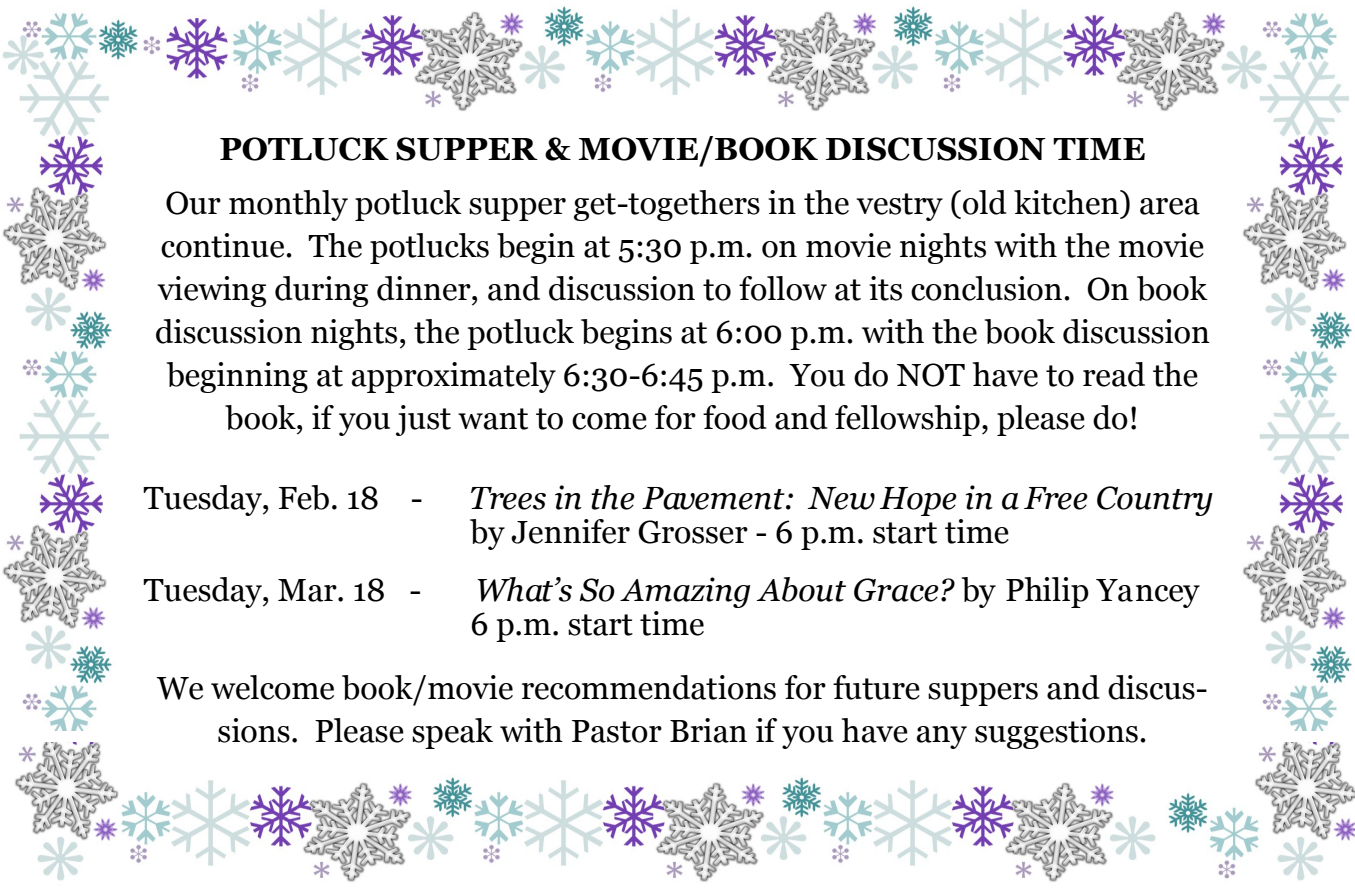 POTLUCK SUPPER & MOVIE/BOOK DISCUSSION TIME
Our monthly potluck supper get-togethers in the vestry (old kitchen) area
continue.  The potlucks begin at 5:30 p.m. on movie nights with the movie
viewing during dinner, and discussion to follow at its conclusion.  On book
discussion nights, the potluck begins at 6:00 p.m. with the book discussion
beginning at approximately 6:30-6:45 p.m.  You do NOT have to read the
book, if you just want to come for food and fellowship, please do!
Tuesday, Feb. 18   -   Trees in the Pavement:  New Hope in a Free Country
by Jennifer Grosser - 6 p.m. start time
Tuesday, Mar. 18   -   What's So Amazing About Grace? by Philip Yancey
6 p.m. start time
We welcome book/movie recommendations for future suppers and discus-
sions.  Please speak with Pastor Brian if you have any suggestions.